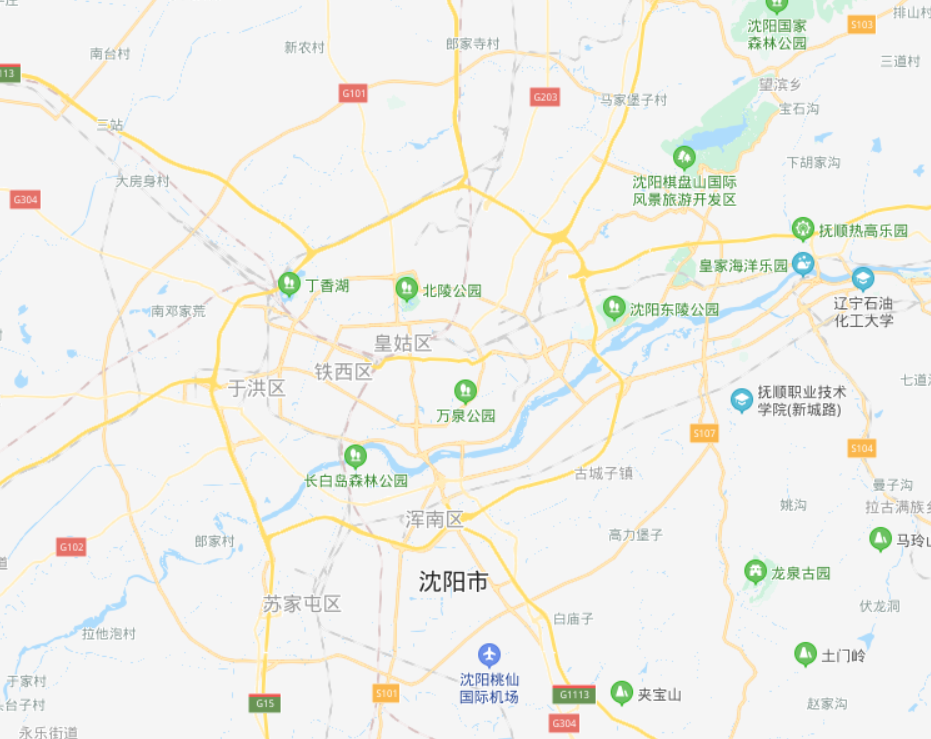 沈阳国家
森林公园
S103
排山村
南台村
新农村
郎家寺村
三道村
113
G101
G203
马家堡子村
望滨乡
宝石沟
三站
下胡家沟
大房身村
沈阳棋盘山国际
风景旅游开发区
G304
抚顺热高乐园
皇家海洋乐园
丁香湖
北陵公园
沈阳东陵公园
辽宁石油
化工大学
南邓家荒
皇姑区
铁西区
于洪区
七道
抚顺职业技术
学院(新城路)
万泉公园
S107
S104
长白岛森林公园
古城子镇
曼子沟
姚沟
拉古满族
浑南区
高力堡子
郎家村
G102
马玲山
道
龙泉古园
沈阳市
苏家屯区
伏龙洞
白庙子
拉他泡村
土门岭
沈阳桃仙
国际机场
于家村
S101
G1113
夹宝山
G15
台子村
赵家沟
G304
永乐街道